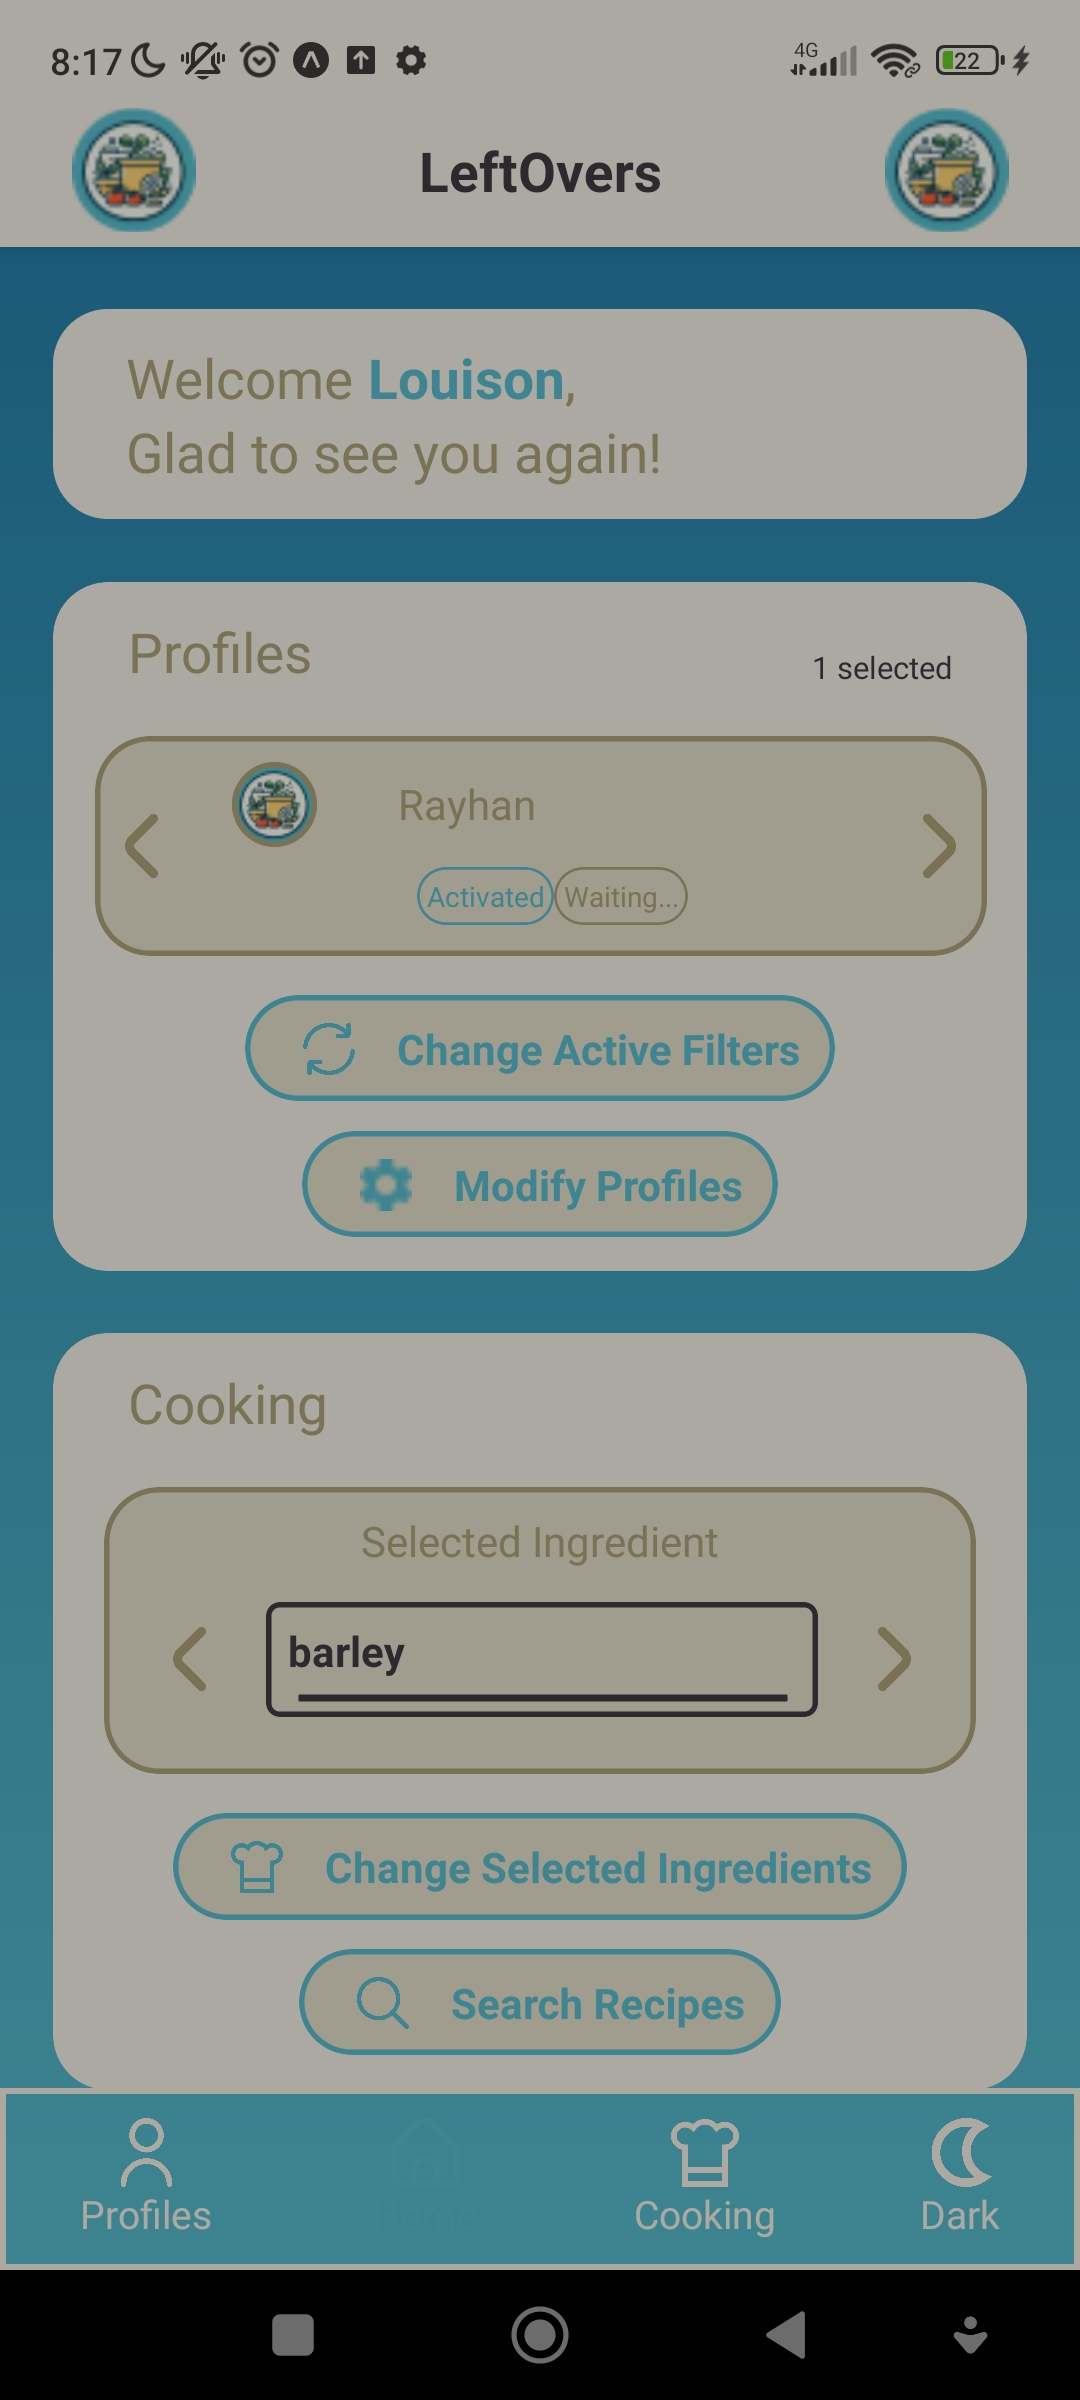 8:17
4G
22
LeftOvers
Welcome Louison,
Glad to see you again!
Profiles
1 selected
Rayhan
Activated
Waiting...
Change Active Filters
Modify Profiles
Cooking
Selected Ingredient
barley
Change Selected Ingredients
Search Recipes
Profiles
Home
Cooking
Dark